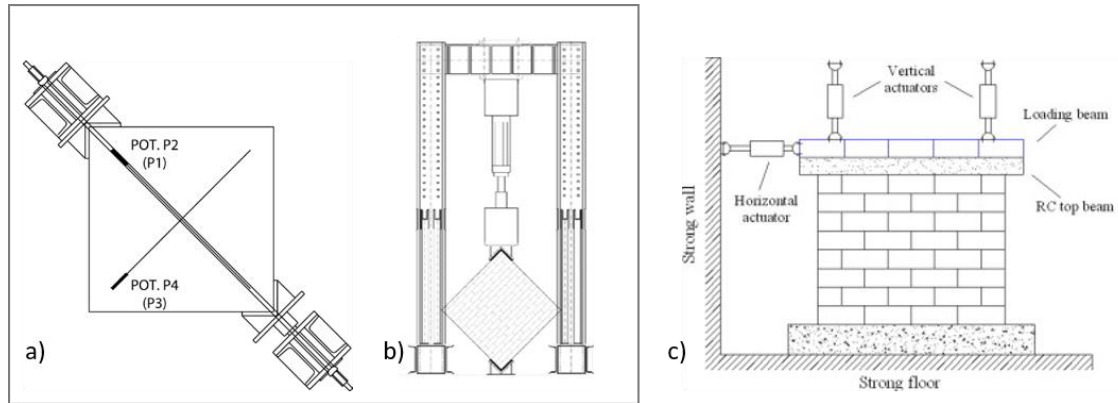 POT. P2
(P1)
POT. P4
(P3)
a)
b)
Vertical
actuators
Loading beam
Horizontal
actuator
RC top beam
Strong wall
c)
Strong floor